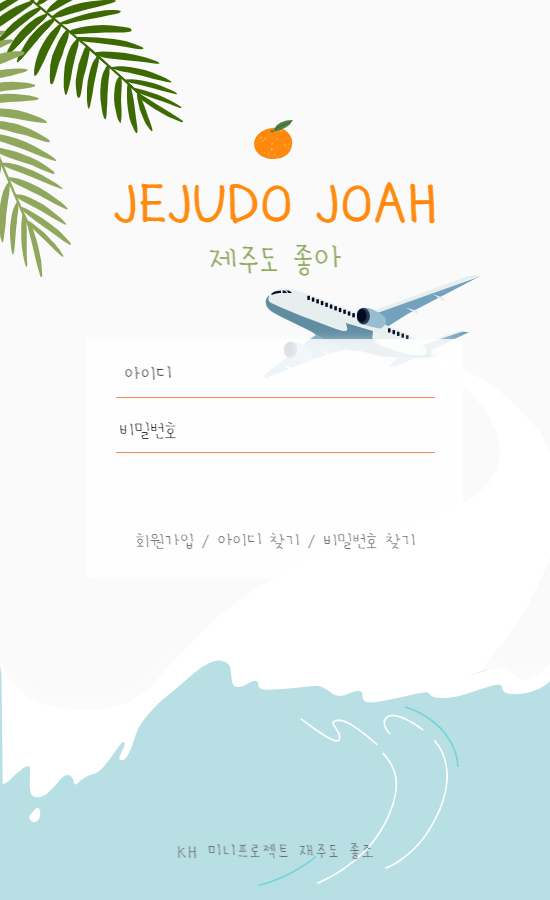 JEJUDO JOAH
제주도 좋아
아이디
비밀번호
회원가입 / 아이디 찾기 / 비밀번호 찾기
KH 미니프로젝트 재주도 좋조